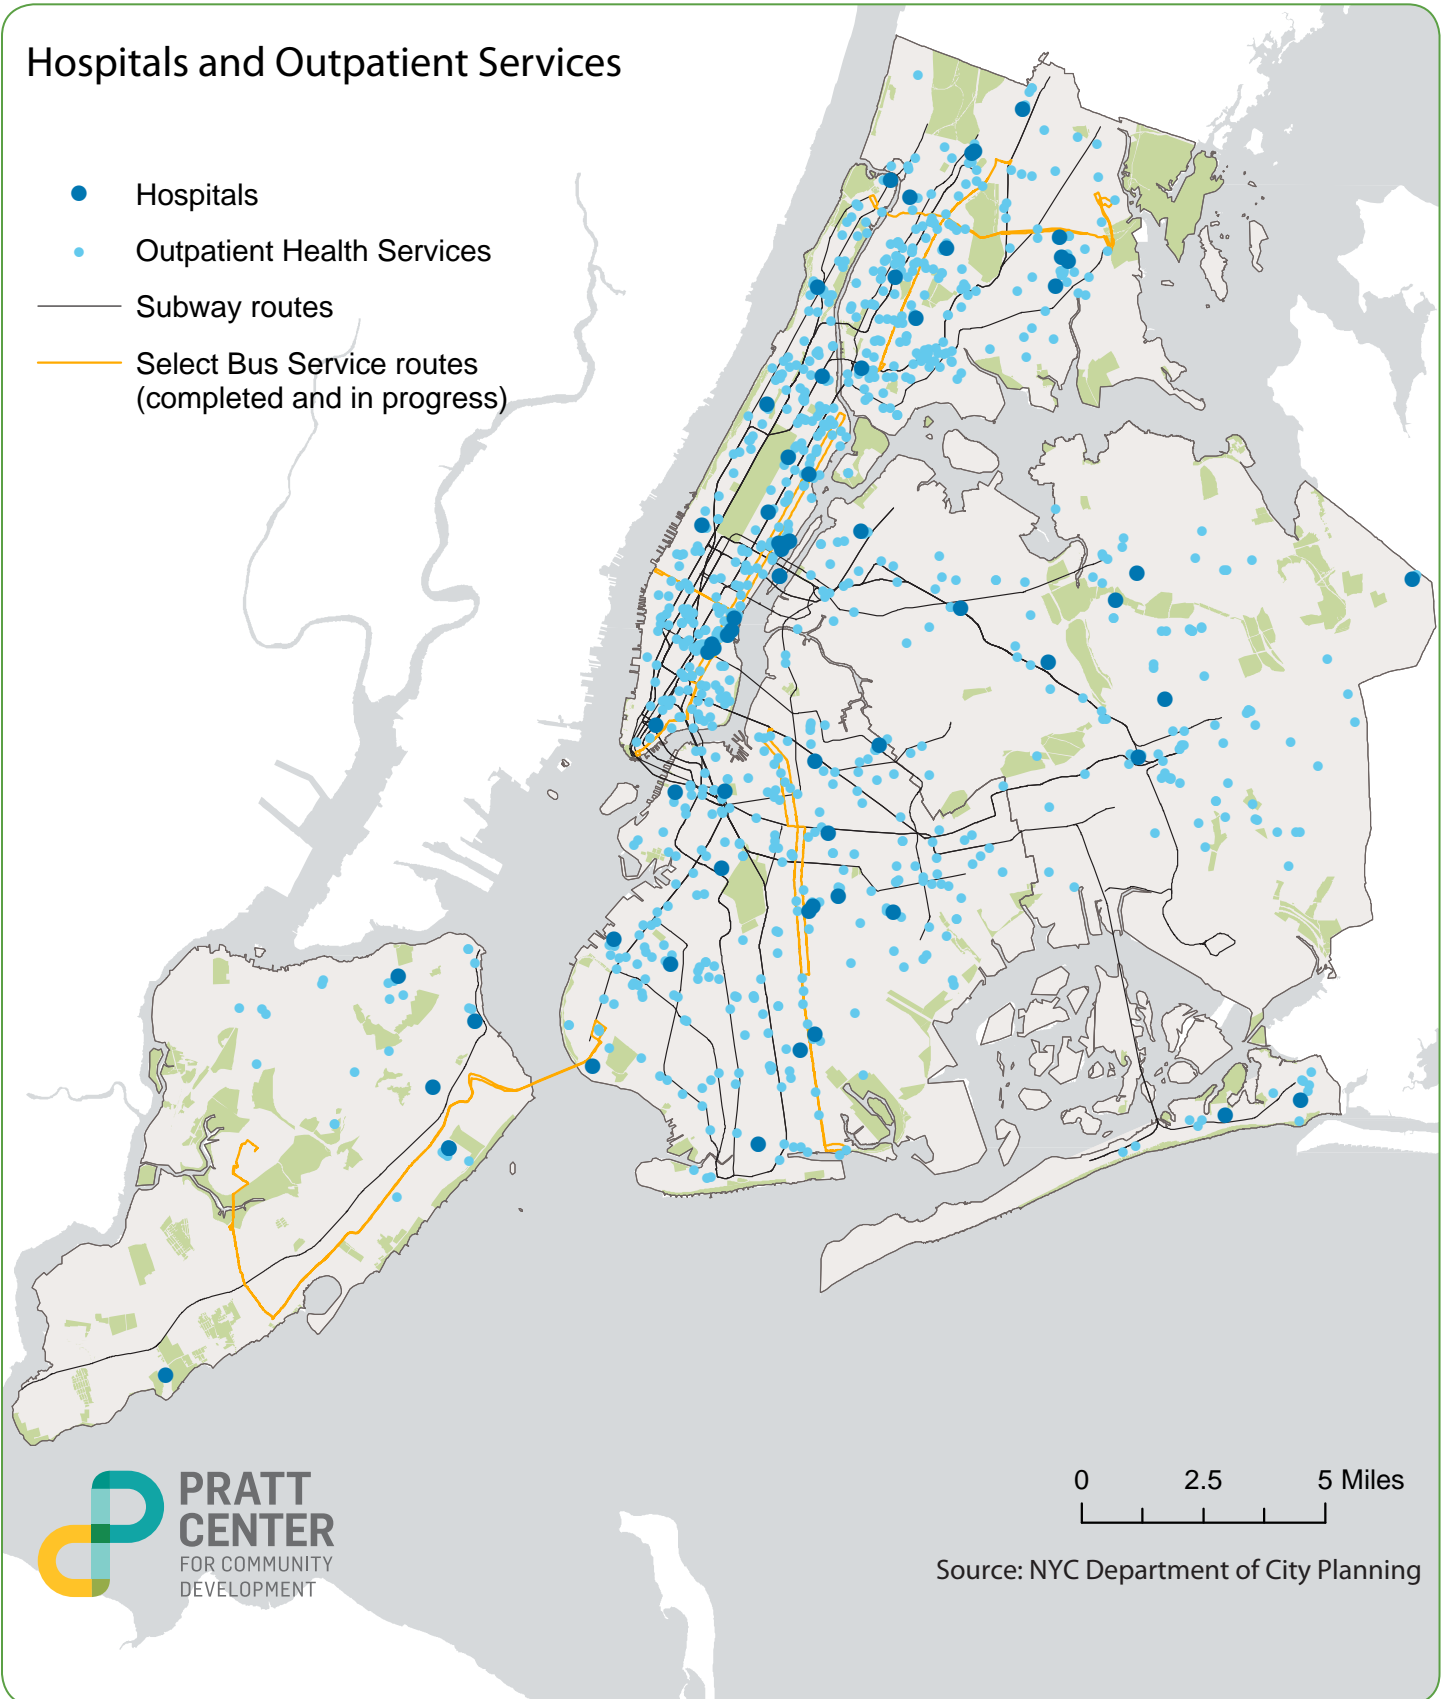 Hospitals and Outpatient Services
Hospitals
Outpatient Health Services
Subway routes
Select Bus Service routes
(completed and in progress)
0 2.5 5 Miles
Source: NYC Department of City Planning
PRATT
CENTER
FOR COMMUNITY
DEVELOPMENT